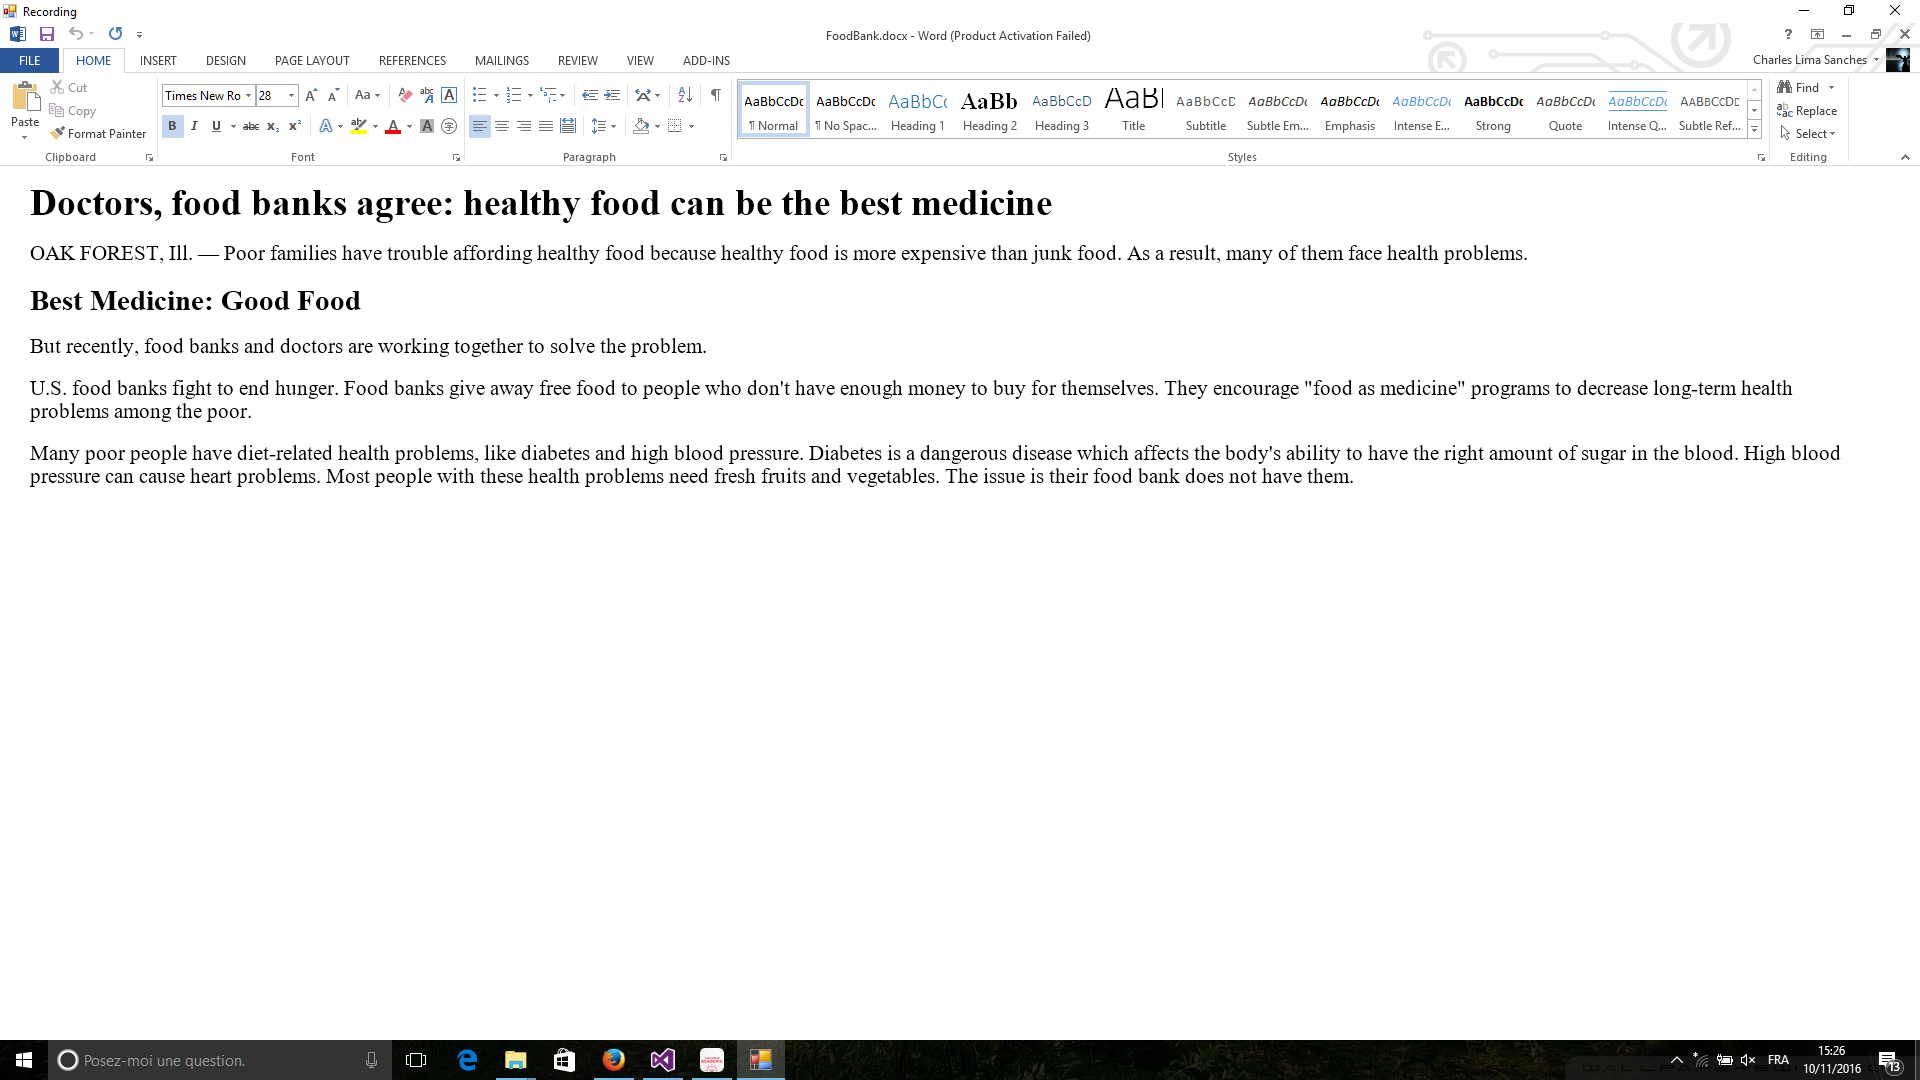 Recording
FoodBank.docx - Word (Product Activation Failed)
FILE HOME INSERT DESIGN PAGE LAYOUT REFERENCES MAILINGS REVIEW VIEW ADD-INS Charles Lima Sanches
Paste
Cut
Copy
Format Painter
Clipboard
Times New Ro 28
Font
Paragraph
AaBbCcDc AaBbCcDc AaBbCc AaBb AaBbCcD AaBl AaBbCcD AaBbCcDc AaBbCcDc AaBbCcDc AaBbCcDc AaBbCcDc AaBbCcDc AaBbCcDc
¶ Normal ¶ No Spac... Heading 1 Heading 2 Heading 3 Title Subtitle Subtle Em... Emphasis Intense E... Strong Quote Intense Q... Subtle Ref...
Styles
Find
Replace
Select
Editing
Doctors, food banks agree: healthy food can be the best medicine
OAK FOREST, Ill. — Poor families have trouble affording healthy food because healthy food is more expensive than junk food. As a result, many of them face health problems.
Best Medicine: Good Food
But recently, food banks and doctors are working together to solve the problem.
U.S. food banks fight to end hunger. Food banks give away free food to people who don't have enough money to buy for themselves. They encourage "food as medicine" programs to decrease long-term health
problems among the poor.
Many poor people have diet-related health problems, like diabetes and high blood pressure. Diabetes is a dangerous disease which affects the body's ability to have the right amount of sugar in the blood. High blood
pressure can cause heart problems. Most people with these health problems need fresh fruits and vegetables. The issue is their food bank does not have them.
Posez-moi une question.
FRA
15:26
10/11/2016
13